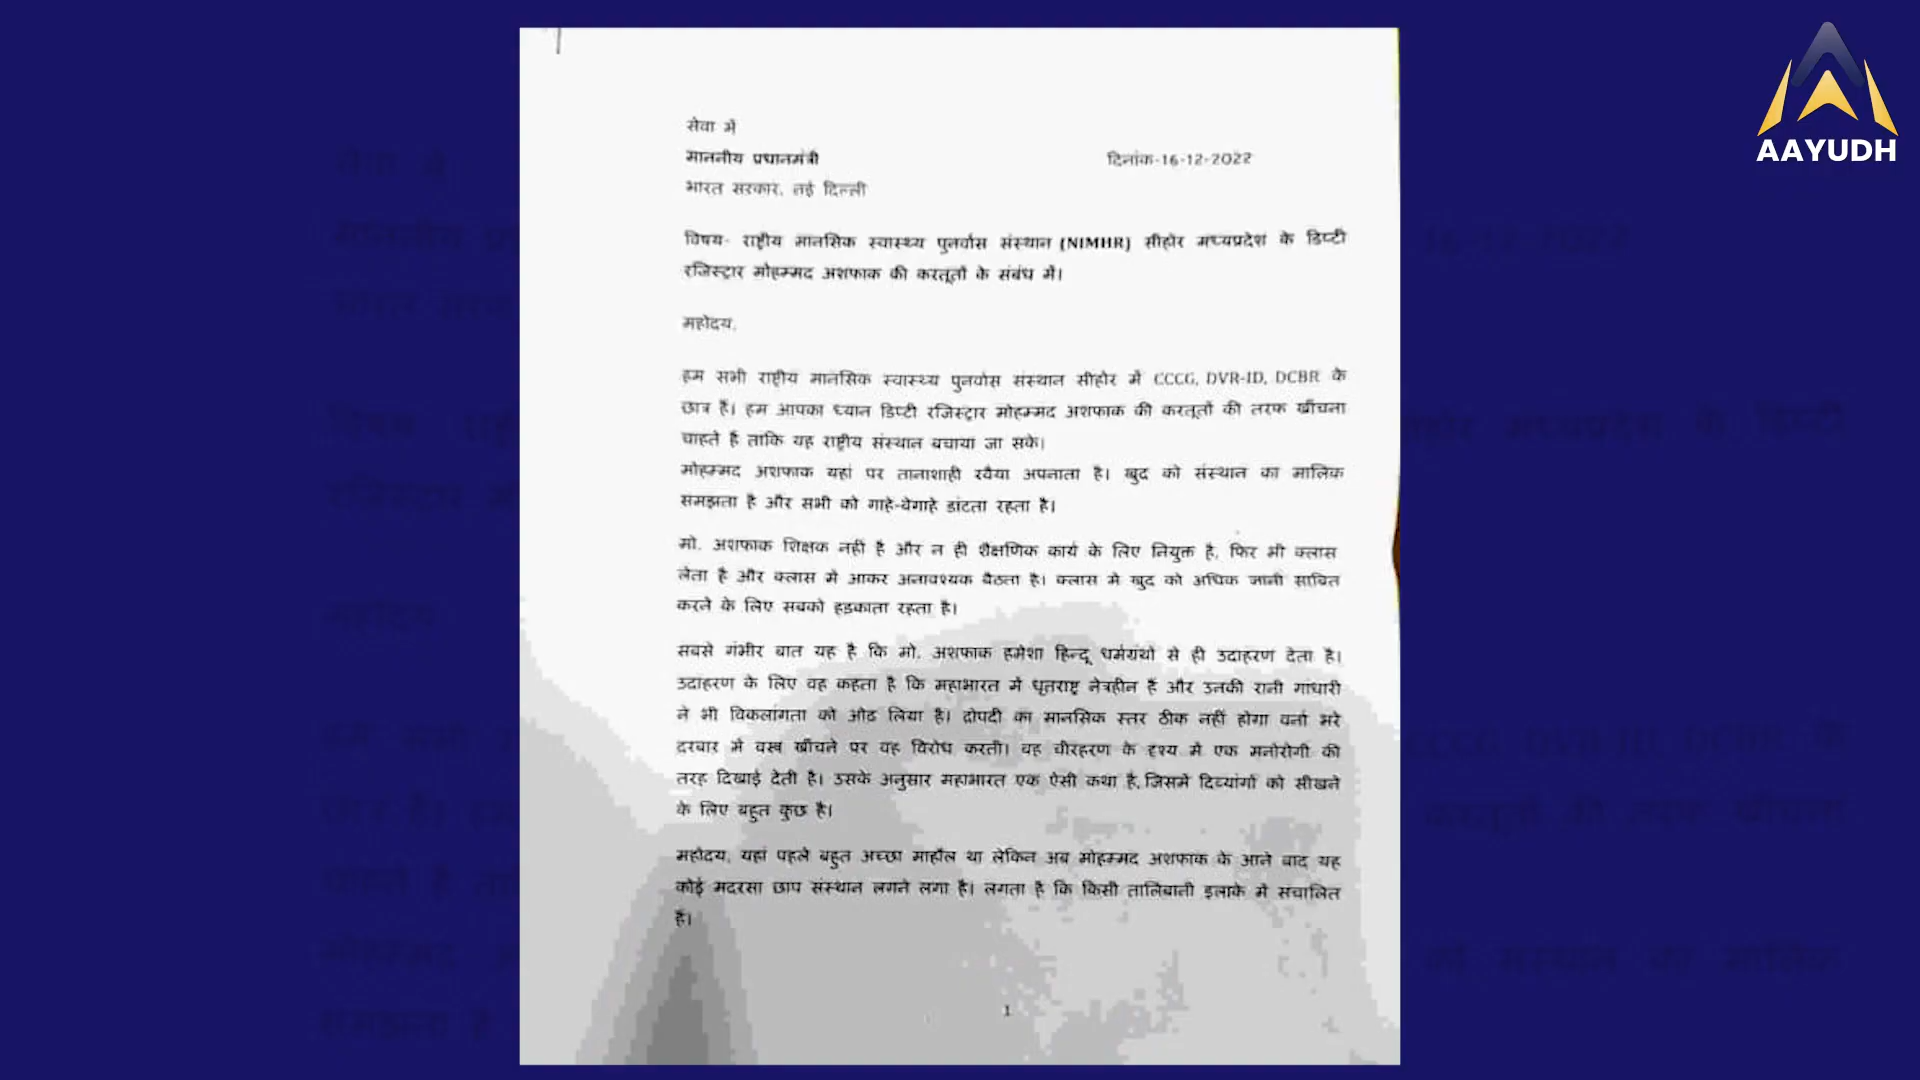 सेवा में
माननीय प्रधानमंत्री
दिनांक-16-12-2022
भारत सरकार, नई दिल्ली
विषय- राष्ट्रीय मानसिक स्वास्थ्य पुनर्वास संस्थान (NIMHR) सीहोर मध्यप्रदेश के डिप्टी
रजिस्ट्रार मोहम्मद अशफाक की करतूतों के संबंध में।
महोदय,
हम सभी राष्ट्रीय मानसिक स्वास्थ्य पुनर्वास संस्थान सीहोर में CCCG, DVR-ID, DCBR के
छात्र हैं। हम आपका ध्यान डिप्टी रजिस्ट्रार मोहम्मद अशफाक की करतूतों की तरफ खींचना
चाहते हैं ताकि यह राष्ट्रीय संस्थान बचाया जा सके।
मोहम्मद अशफाक यहां पर तानाशाही रवैया अपनाता है। खुद को संस्थान का मालिक
समझता है और सभी को गाहे-बेगाहे डांटता रहता है।
मो. अशफाक शिक्षक नहीं है और न ही शैक्षणिक कार्य के लिए नियुक्त है, फिर भी क्लास
लेता है और क्लास में आकर अनावश्यक बैठता है। क्लास में खुद को अधिक ज्ञानी साबित
करने के लिए सबको हडकाता रहता है।
सबसे गंभीर बात यह है कि मो. अशफाक हमेशा हिन्दू धर्मग्रंथों से ही उदाहरण देता है।
उदाहरण के लिए वह कहता है कि महाभारत में धृतराष्ट्र नेत्रहीन हैं और उनकी रानी गांधारी
ने भी विकलांगता को ओढ लिया है। द्रोपदी का मानसिक स्तर ठीक नहीं होगा वर्ना भरे
दरबार में वस्त्र खींचने पर वह विरोध करती। वह चीरहरण के दृश्य में एक मनोरोगी की
तरह दिखाई देती है। उसके अनुसार महाभारत एक ऐसी कथा है, जिसमें दिव्यांगों को सीखने
के लिए बहुत कुछ है।
महोदय, यहां पहले बहुत अच्छा माहौल था लेकिन अब मोहम्मद अशफाक के आने बाद यह
कोई मदरसा छाप संस्थान लगने लगा है। लगता है कि किसी तालिबानी इलाके में संचालित
है।
1
AAYUDH